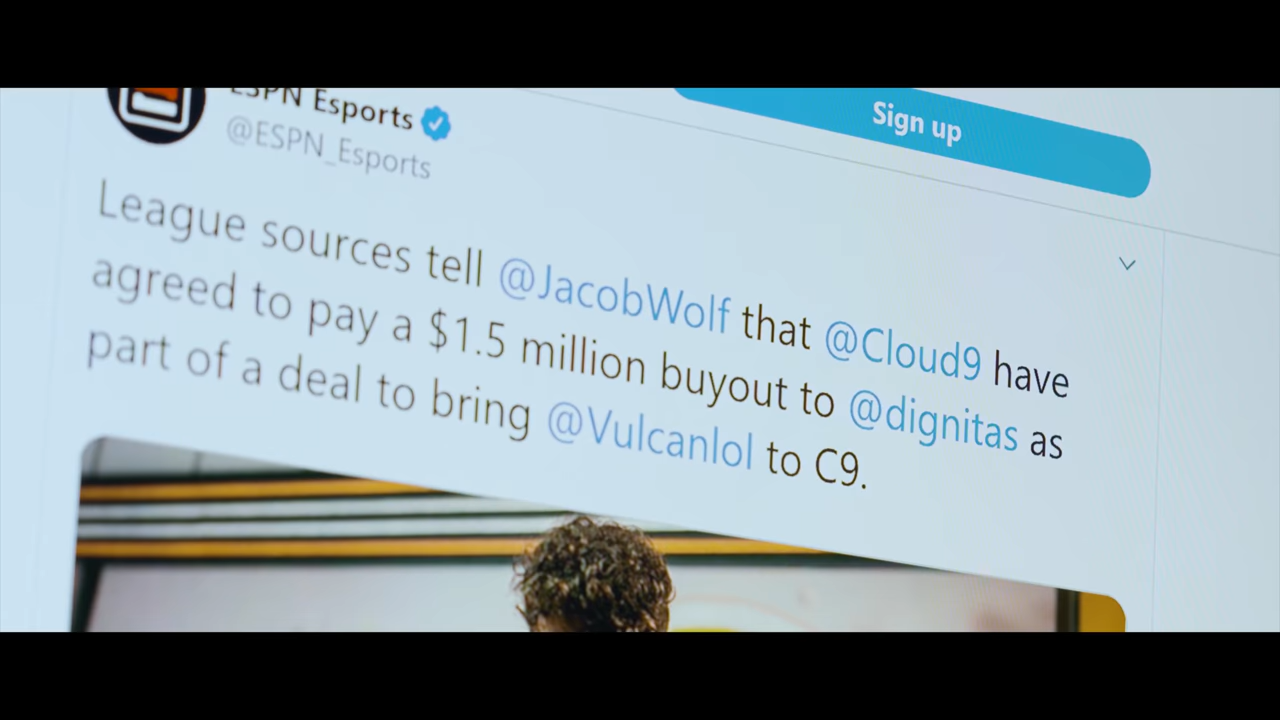 ESPN Esports
@ESPN_Esports
Sign up
League sources tell @JacobWolf that @Cloud9 have
agreed to pay a $1.5 million buyout to @dignitas as
part of a deal to bring @Vulcanlol to C9.